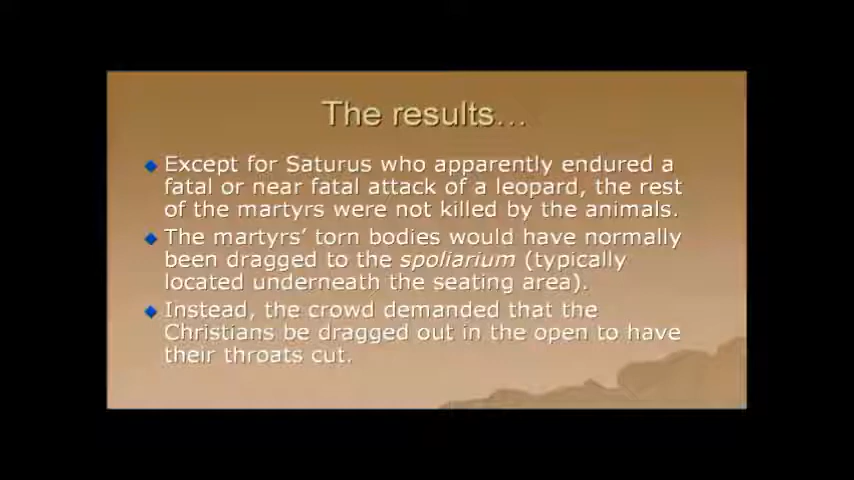 The results...
Except for Saturus who apparently endured a
fatal or near fatal attack of a leopard, the rest
of the martyrs were not killed by the animals.
The martyrs' torn bodies would have normally
been dragged to the spoliarium (typically
located underneath the seating area).
Instead, the crowd demanded that the
Christians be dragged out in the open to have
their throats cut.